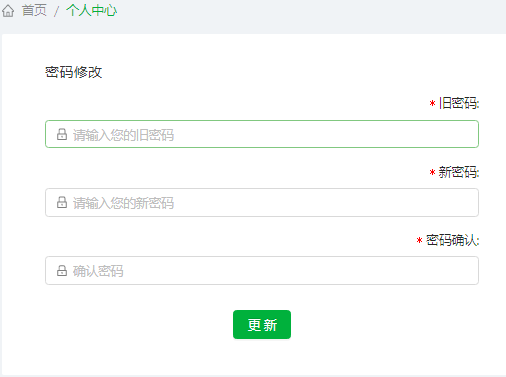 首页 / 个人中心
密码修改
* 旧密码:
请输入您的旧密码
* 新密码:
请输入您的新密码
* 密码确认:
确认密码
更 新